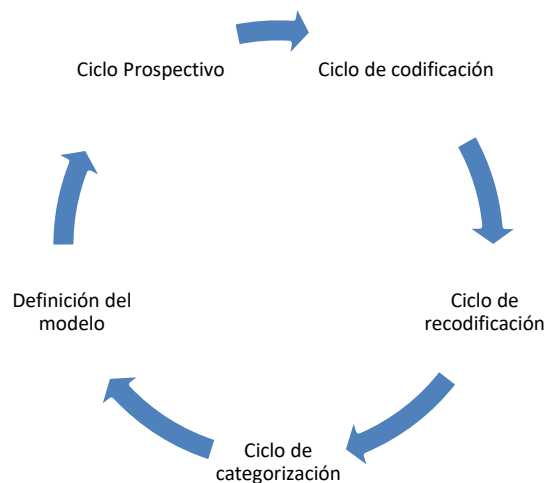 Ciclo Prospectivo
Ciclo de codificación
Ciclo de
recodificación
Ciclo de
categorización
Definición del
modelo